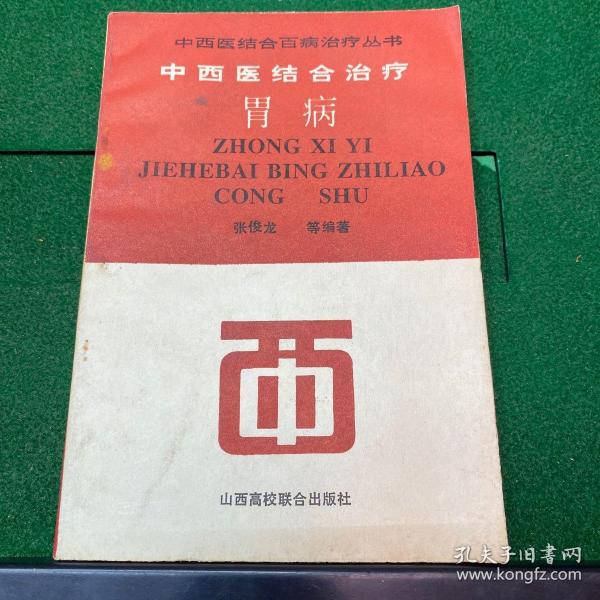 中西医结合百病治疗丛书
中西医结合治疗
胃病
ZHONG XI YI
JIEHEBAI BING ZHILIAO
CONG SHU
张俊龙 等编著
山西高校联合出版社
孔夫子旧書网
www.kongfz.com